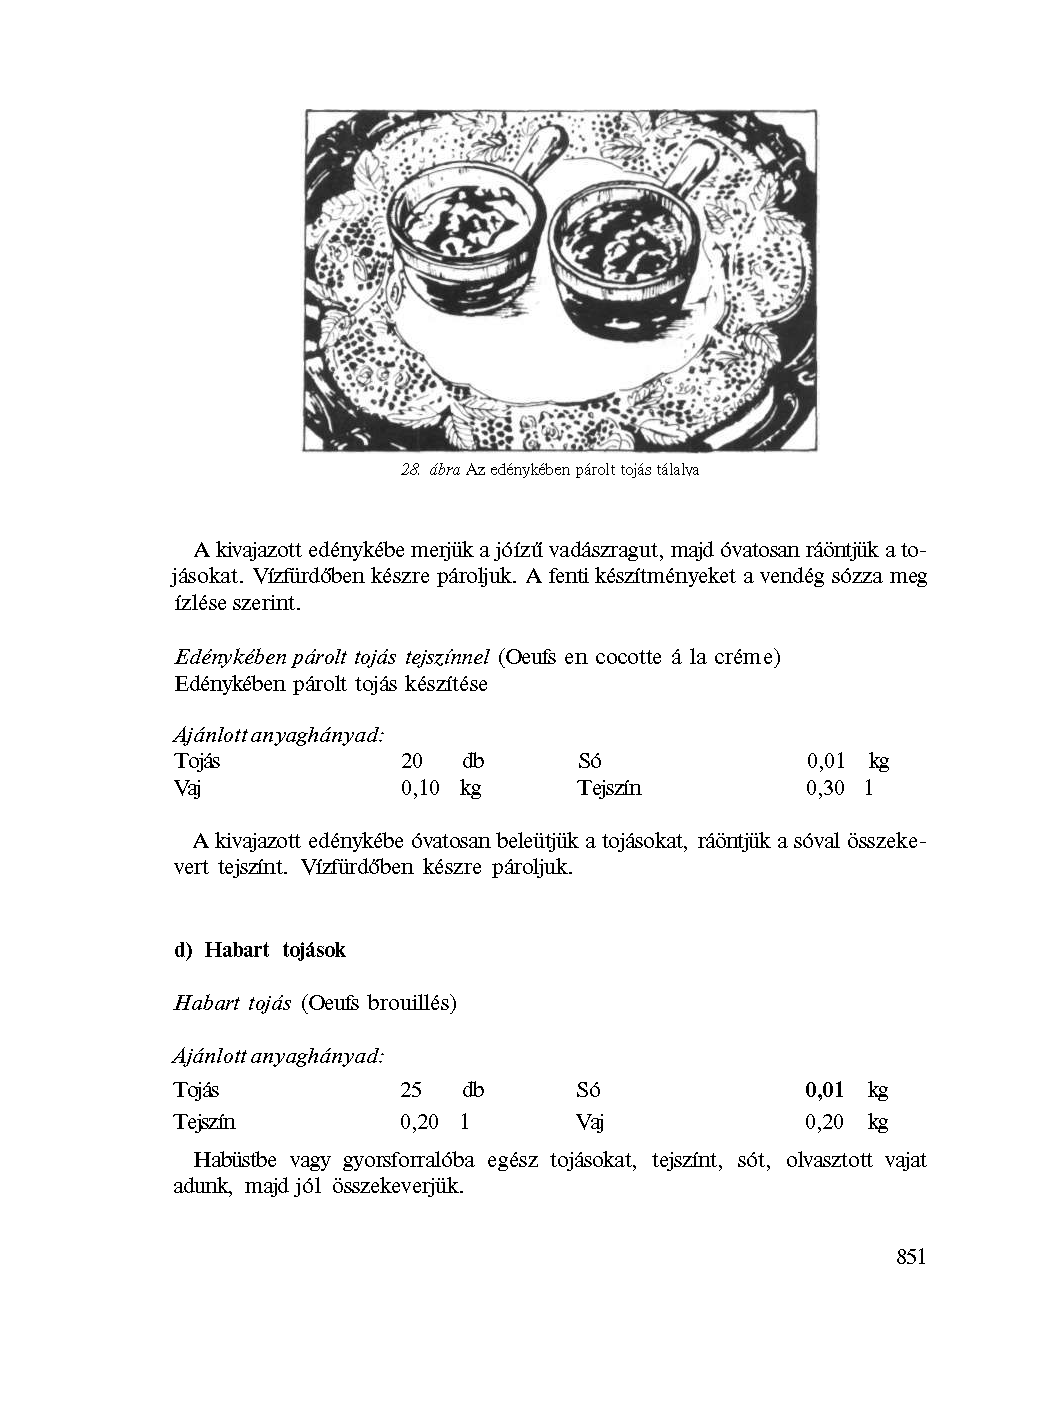 28. ábra Az edénykében párolt tojás tálalva
A kivajazott edénykébe merjük a jóízű vadászragut, majd óvatosan ráöntjük a to-
jásokat. Vízfürdőben készre pároljuk. A fenti készítményeket a vendég sózza meg
ízlése szerint.
Edénykében párolt tojás tejszínnel (Oeufs en cocotte á la créme)
Edénykében párolt tojás készítése
Ajánlott anyaghányad:
Tojás 20 db Só 0,01 kg
Vaj 0,10 kg Tejszín 0,30 l
A kivajazott edénykébe óvatosan beleütjük a tojásokat, ráöntjük a sóval összeke-
vert tejszínt. Vízfürdőben készre pároljuk.
d) Habart tojások
Habart tojás (Oeufs brouillés)
Ajánlott anyaghányad:
Tojás 25 db Só 0,01 kg
Tejszín 0,20 l Vaj 0,20 kg
Habüstbe vagy gyorsforralóba egész tojásokat, tejszínt, sót, olvasztott vajat
adunk, majd jól összekeverjük.
851